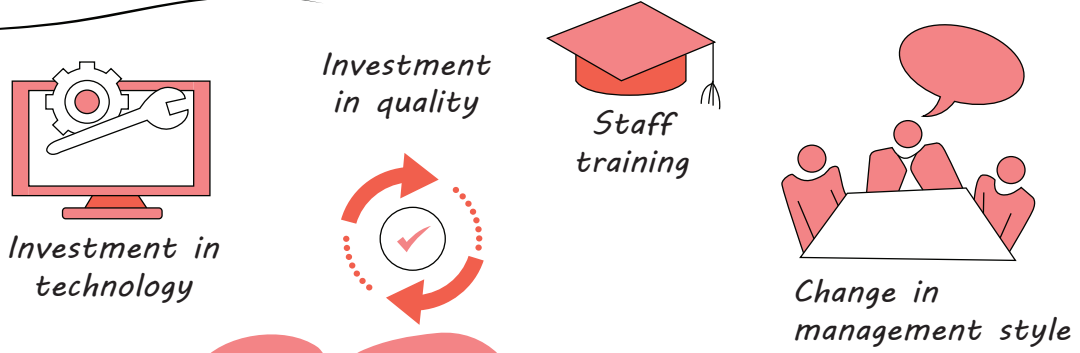 Investment in
technology
Investment
in quality
Staff
training
Change in
management style